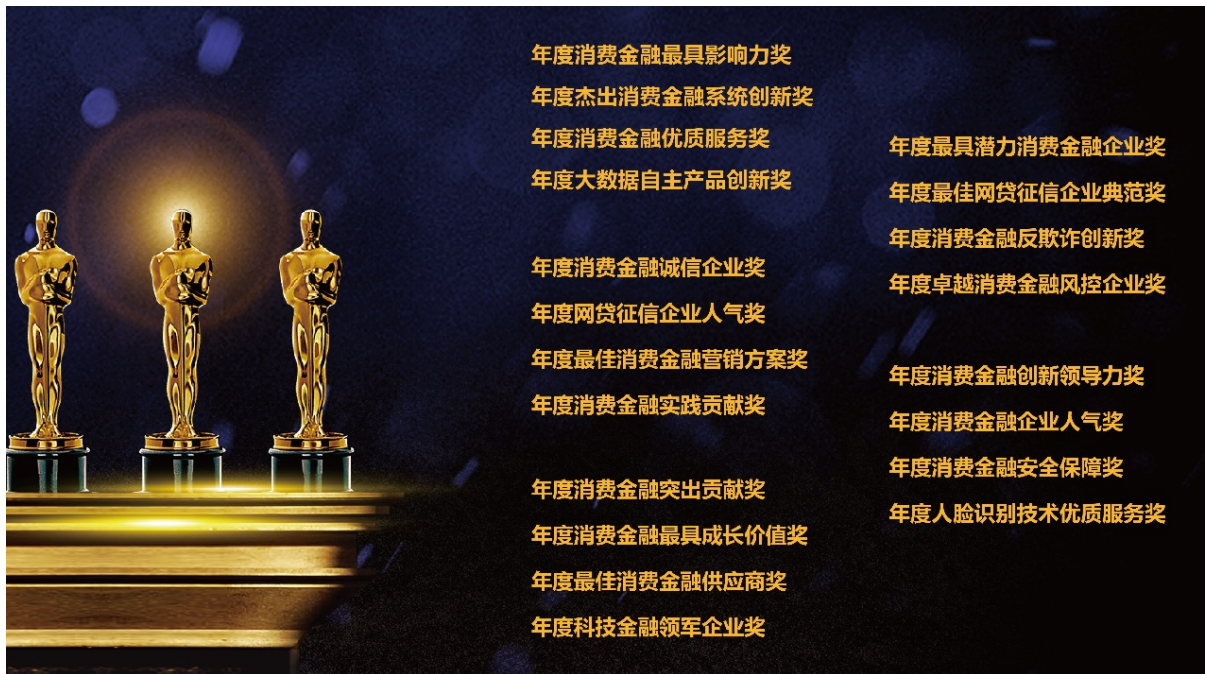 年度消费金融最具影响力奖
年度杰出消费金融系统创新奖
年度消费金融优质服务奖
年度大数据自主产品创新奖
年度消费金融诚信企业奖
年度网贷征信企业人气奖
年度最佳消费金融营销方案奖
年度消费金融实践贡献奖
年度消费金融突出贡献奖
年度消费金融最具成长价值奖
年度最佳消费金融供应商奖
年度科技金融领军企业奖
年度最具潜力消费金融企业奖
年度最佳网贷征信企业典范奖
年度消费金融反欺诈创新奖
年度卓越消费金融风控企业奖
年度消费金融创新领导力奖
年度消费金融企业人气奖
年度消费金融安全保障奖
年度人脸识别技术优质服务奖